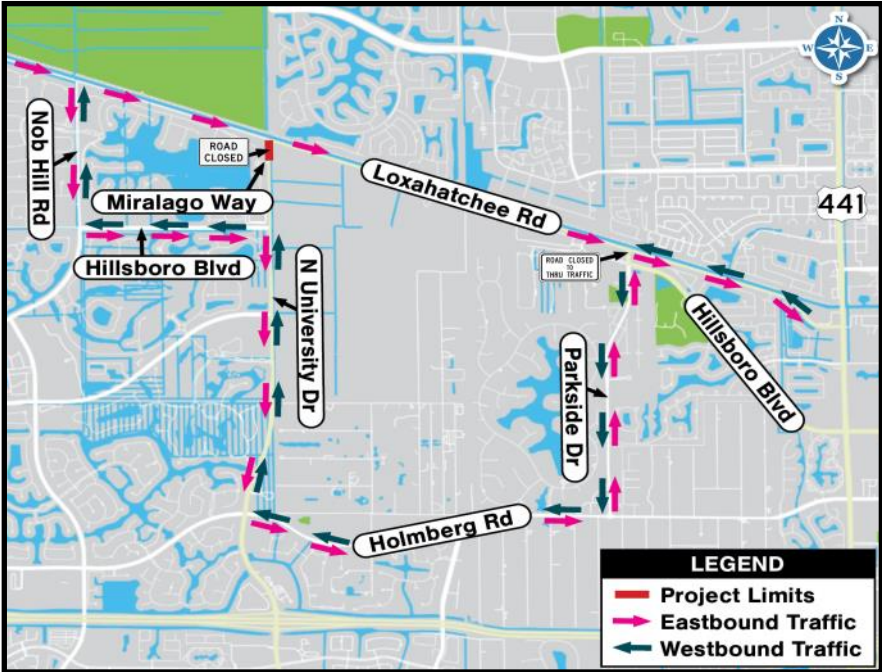 N
W E
S
Nob Hill Rd
ROAD
CLOSED
Miralago Way
Loxahatchee Rd
441
Hillsboro Blvd
ROAD CLOSED
TO
THRU TRAFFIC
N University Dr
Hillsboro Blvd
Parkside Dr
Holmberg Rd
LEGEND
Project Limits
Eastbound Traffic
Westbound Traffic